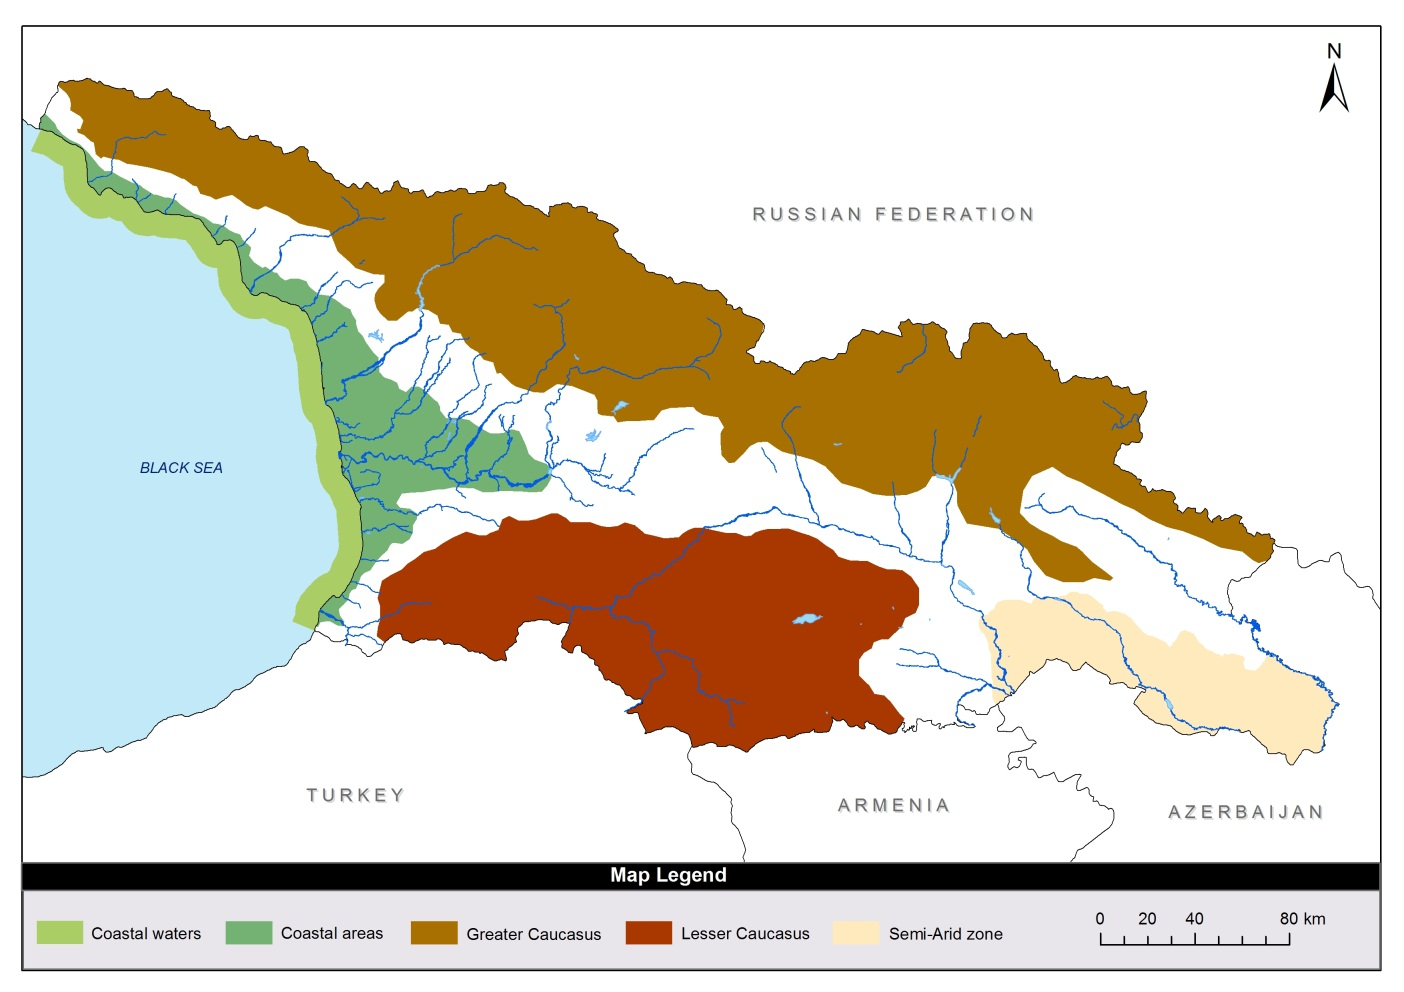 N
RUSSIAN FEDERATION
BLACK SEA
TURKEY
ARMENIA
AZERBAIJAN
Map Legend
Coastal waters
Coastal areas
Greater Caucasus
Lesser Caucasus
Semi-Arid zone
0 20 40 80 km